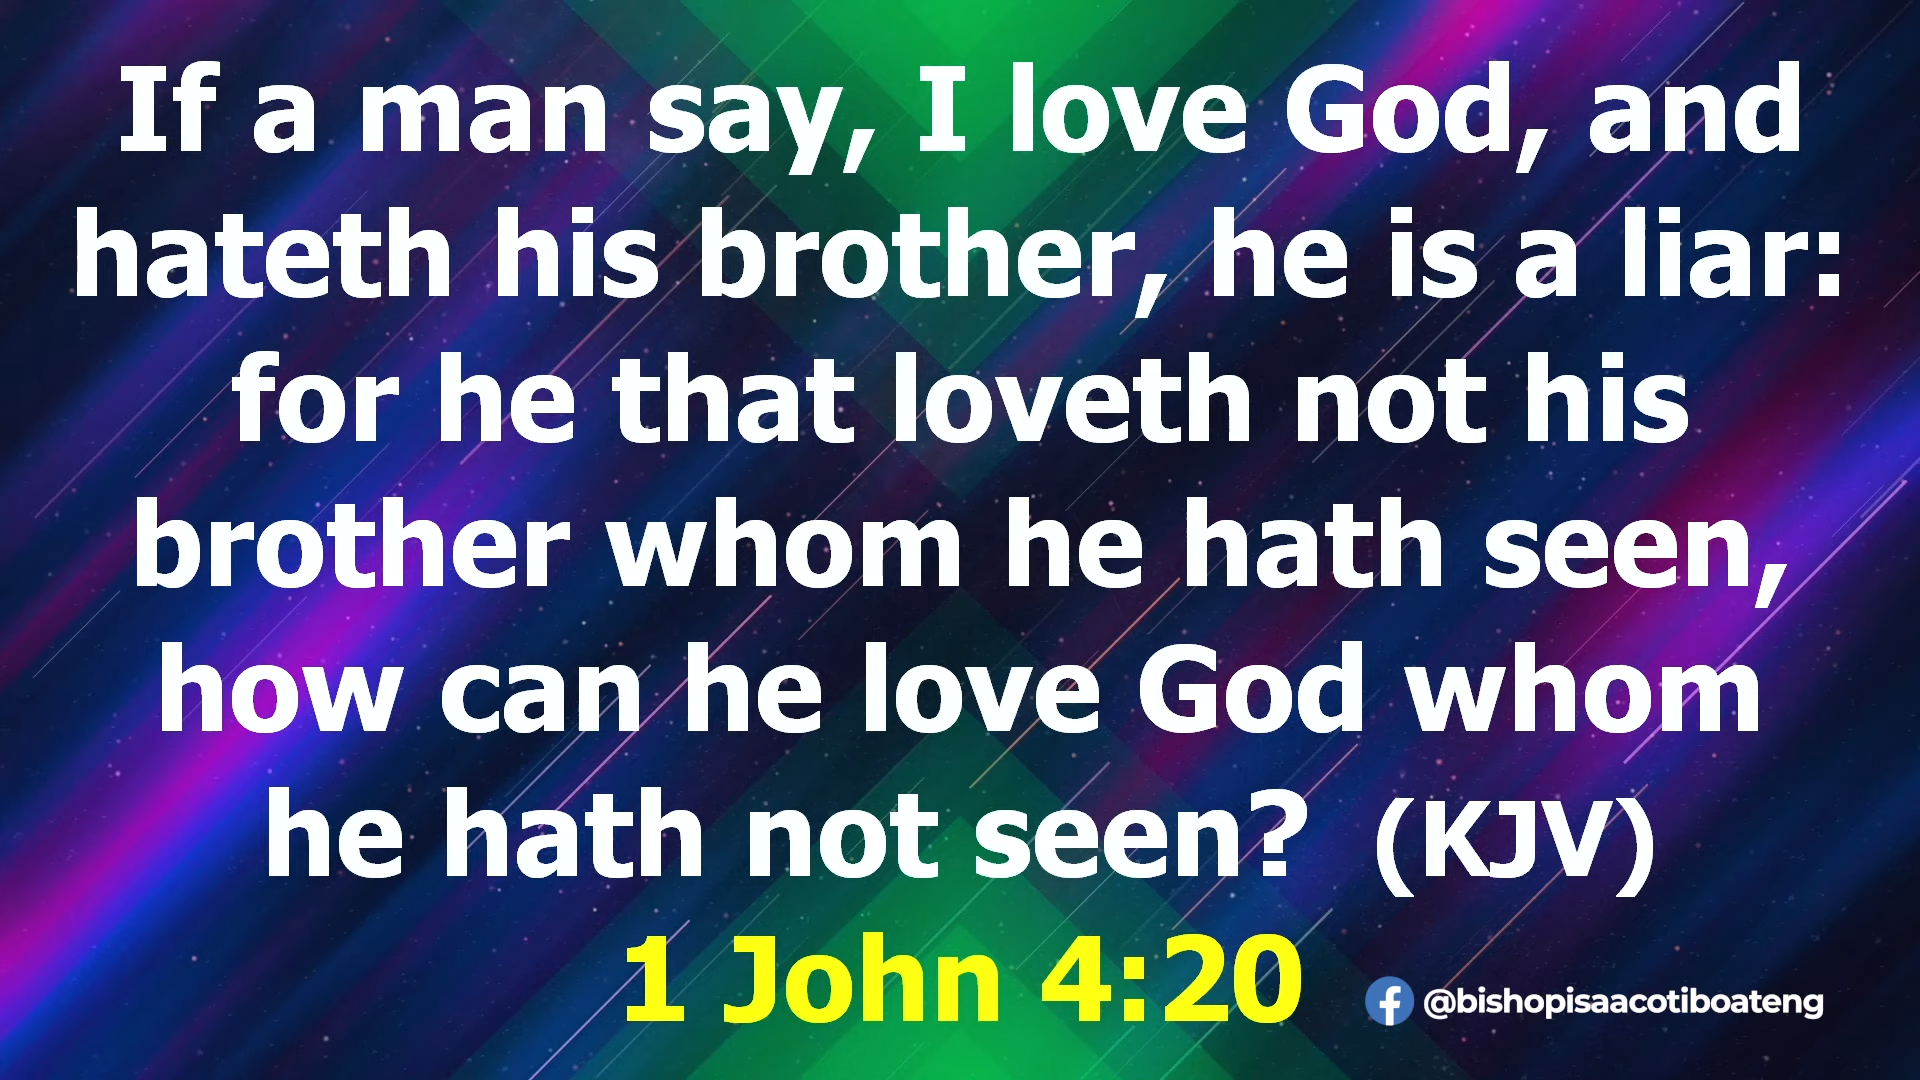 If a man say, I love God, and
hateth his brother, he is a liar:
for he that loveth not his
brother whom he hath seen,
how can he love God whom
he hath not seen?  (KJV)
1 John 4:20
@bishopisaacotiboateng